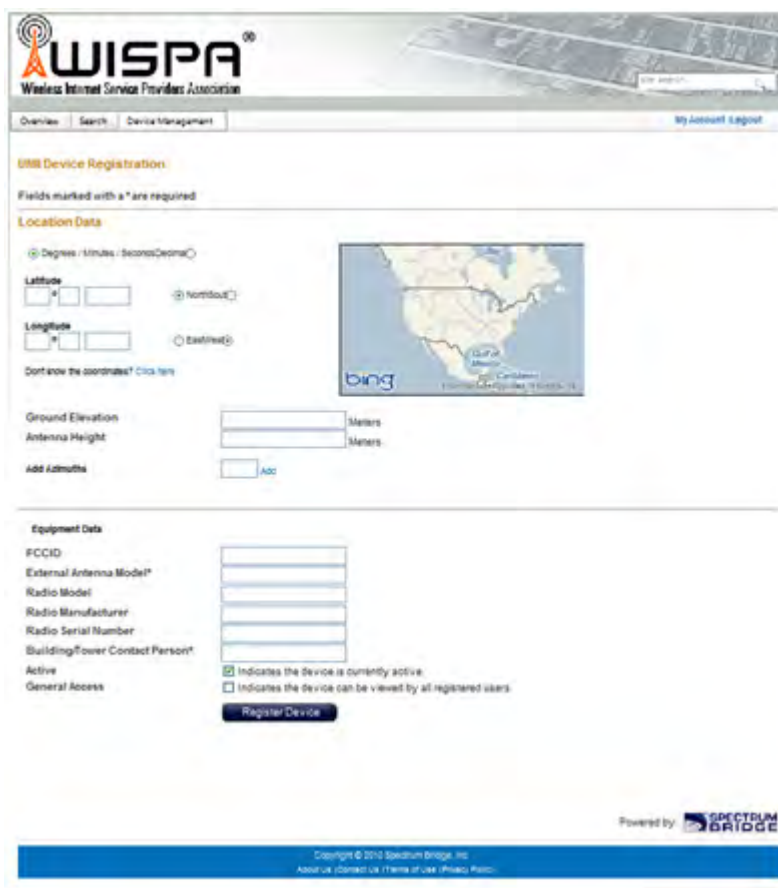 WISPA®
Wireless Internet Service Providers Association
Site Search...
Overview Search Device Management My Account Logout
UNII Device Registration
Fields marked with a * are required
Location Data
Degrees / Minutes / Seconds Decimal
Latitude
° North South
Longitude
° East West
Don't know the coordinates? Click here
Gulf of
Mexico
Caribbean
bing
Ground Elevation Meters
Antenna Height Meters
Add Azimuths Add
Equipment Data
FCCID
External Antenna Model*
Radio Model
Radio Manufacturer
Radio Serial Number
Building/Tower Contact Person*
Active Indicates the device is currently active
General Access Indicates the device can be viewed by all registered users
Register Device
Powered by SPECTRUM
BRIDGE
Copyright © 2010 Spectrum Bridge, Inc
About Us | Contact Us | Terms of Use | Privacy Policy